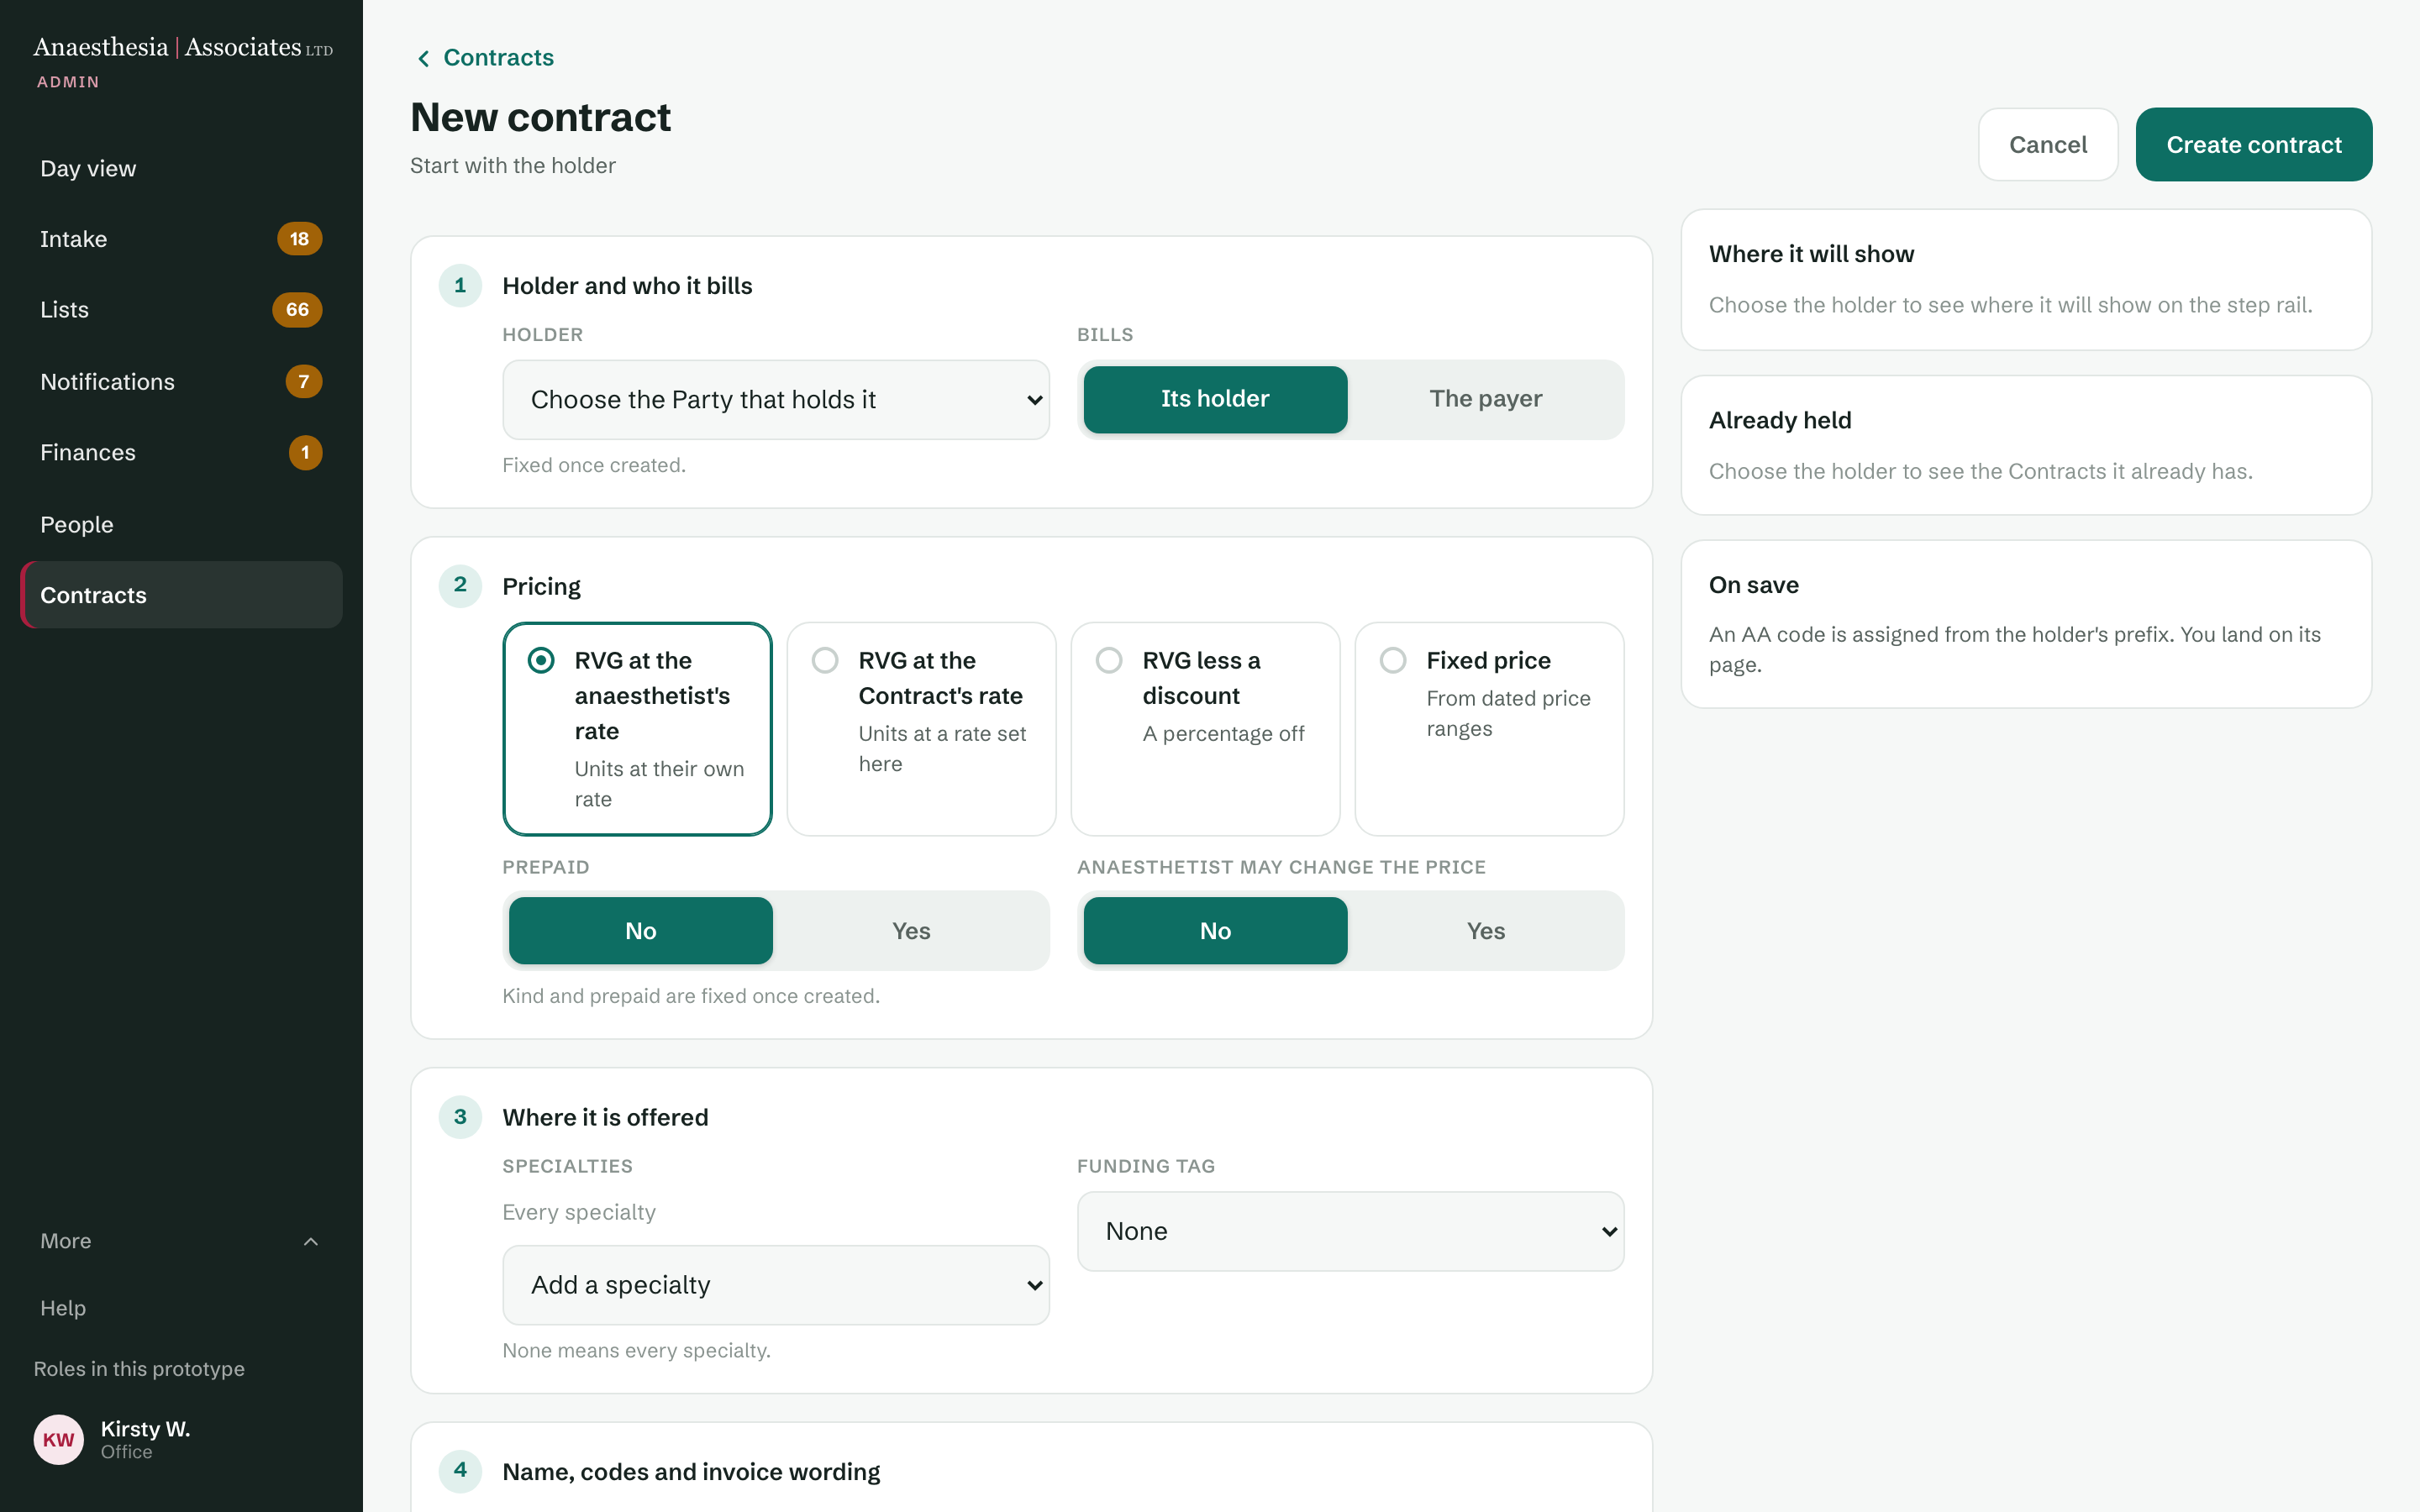 Anaesthesia | Associates LTD
ADMIN
Day view
Intake 18
Lists 66
Notifications 7
Finances 1
People
Contracts
More
Help
Roles in this prototype
KW
Kirsty W.
Office
Contracts
New contract
Start with the holder
Cancel
Create contract
1
Holder and who it bills
HOLDER
Choose the Party that holds it
Fixed once created.
BILLS
Its holder
The payer
2
Pricing
RVG at the
anaesthetist's
rate
Units at their own
rate
RVG at the
Contract's rate
Units at a rate set
here
RVG less a
discount
A percentage off
Fixed price
From dated price
ranges
PREPAID
No
Yes
ANAESTHETIST MAY CHANGE THE PRICE
No
Yes
Kind and prepaid are fixed once created.
3
Where it is offered
SPECIALTIES
Every specialty
Add a specialty
None means every specialty.
FUNDING TAG
None
4
Name, codes and invoice wording
Where it will show
Choose the holder to see where it will show on the step rail.
Already held
Choose the holder to see the Contracts it already has.
On save
An AA code is assigned from the holder's prefix. You land on its
page.